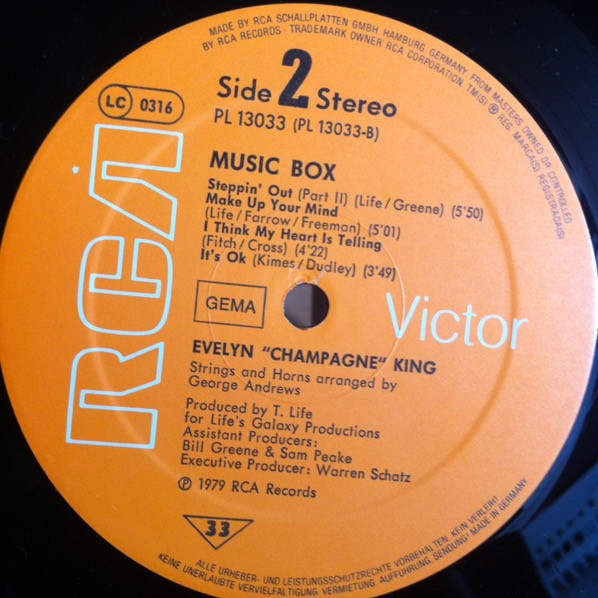 MADE BY RCA SCHALLPLATTEN GMBH, HAMBURG, GERMANY, FROM MASTERS OWNED OR CONTROLLED
BY RCA RECORDS · TRADEMARK OWNER RCA CORPORATION, TM(S) ® REG. MARCA(S) REGISTRADA(S)
LC 0316
Side 2 Stereo
PL 13033 (PL 13033-B)
RCA
MUSIC BOX
Steppin' Out (Part II) (Life/Greene) (5'50)
Make Up Your Mind
(Life/Farrow/Freeman) (5'01)
I Think My Heart Is Telling
(Fitch/Cross) (4'22)
It's Ok (Kimes/Dudley) (3'49)
GEMA
Victor
EVELYN "CHAMPAGNE" KING
Strings and Horns arranged by
George Andrews
Produced by T. Life
for Life's Galaxy Productions
Assistant Producers:
Bill Greene & Sam Peake
Executive Producer: Warren Schatz
℗ 1979 RCA Records
33
ALLE URHEBER- UND LEISTUNGSSCHUTZRECHTE VORBEHALTEN. KEIN VERLEIH!
KEINE UNERLAUBTE VERVIELFÄLTIGUNG, VERMIETUNG, AUFFÜHRUNG, SENDUNG! MADE IN GERMANY